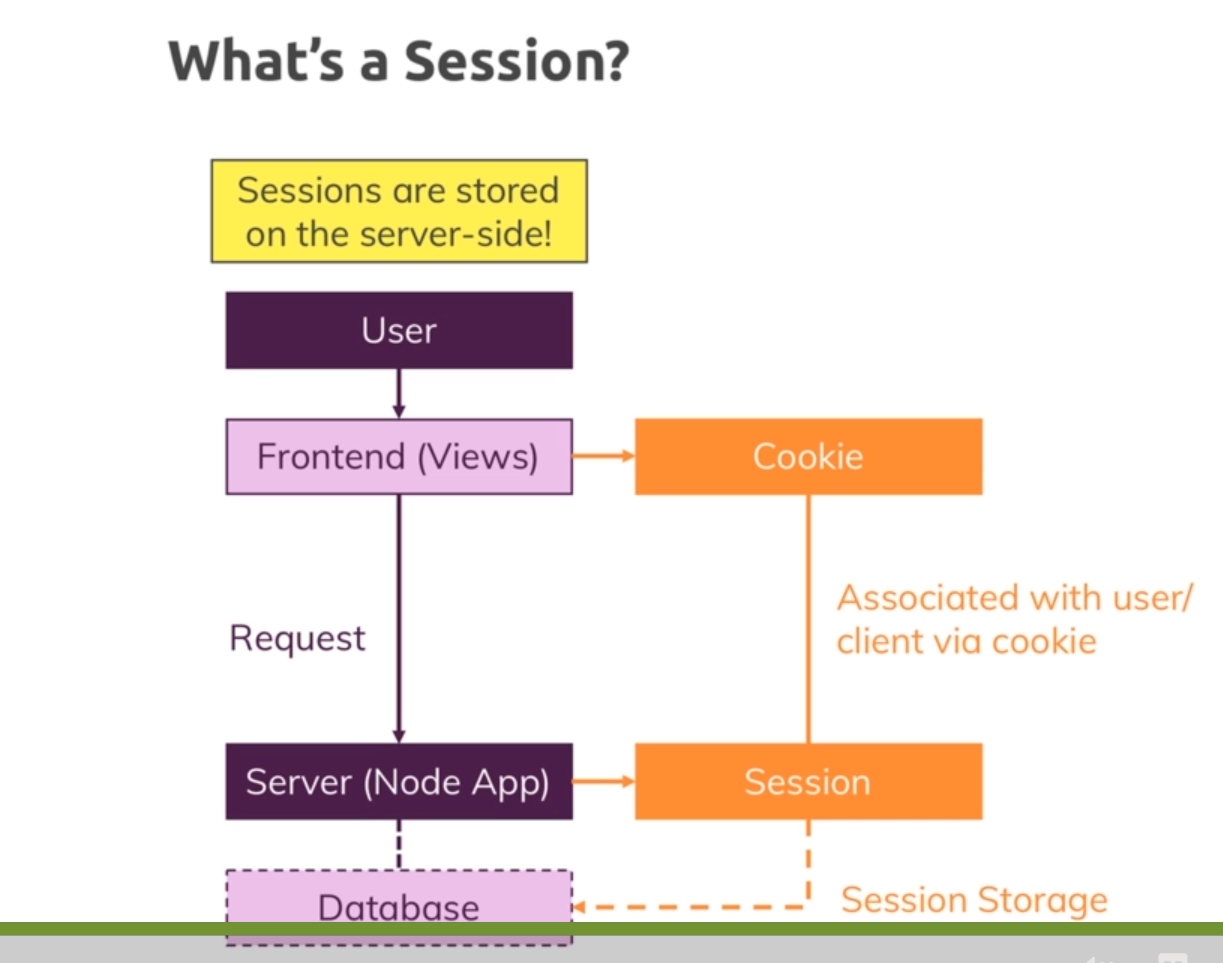 What's a Session?
Sessions are stored
on the server-side!
User
Frontend (Views)
Cookie
Associated with user/
client via cookie
Request
Server (Node App)
Session
Database
Session Storage